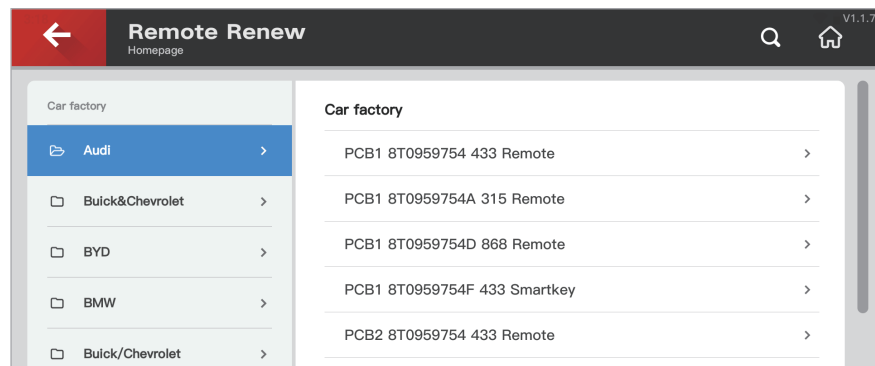 Remote Renew
Homepage
V1.1.7
Car factory
Audi
Buick&Chevrolet
BYD
BMW
Buick/Chevrolet
Car factory
PCB1 8T0959754 433 Remote
PCB1 8T0959754A 315 Remote
PCB1 8T0959754D 868 Remote
PCB1 8T0959754F 433 Smartkey
PCB2 8T0959754 433 Remote